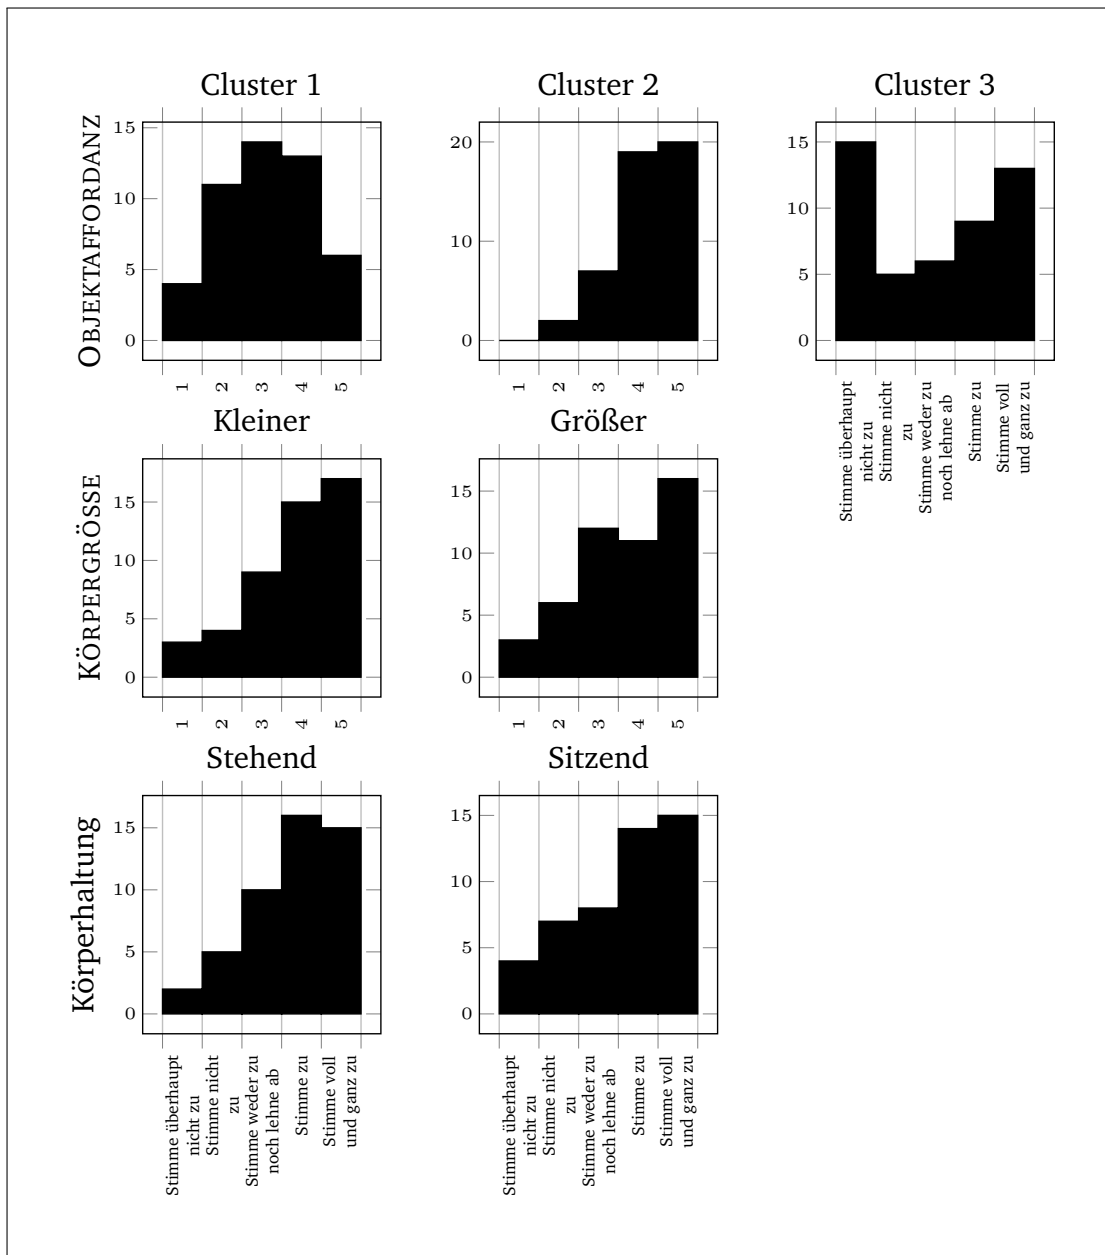 Cluster 1
Cluster 2
Cluster 3
OBJEKTAFFORDANZ
15
10
5
0
1
2
3
4
5
20
10
0
1
2
3
4
5
15
10
5
0
Stimme überhaupt
nicht zu
Stimme nicht
zu
Stimme weder zu
noch lehne ab
Stimme zu
Stimme voll
und ganz zu
Kleiner
Größer
KÖRPERGRÖSSE
15
10
5
0
1
2
3
4
5
15
10
5
0
1
2
3
4
5
Stehend
Sitzend
Körperhaltung
15
10
5
0
Stimme überhaupt
nicht zu
Stimme nicht
zu
Stimme weder zu
noch lehne ab
Stimme zu
Stimme voll
und ganz zu
15
10
5
0
Stimme überhaupt
nicht zu
Stimme nicht
zu
Stimme weder zu
noch lehne ab
Stimme zu
Stimme voll
und ganz zu